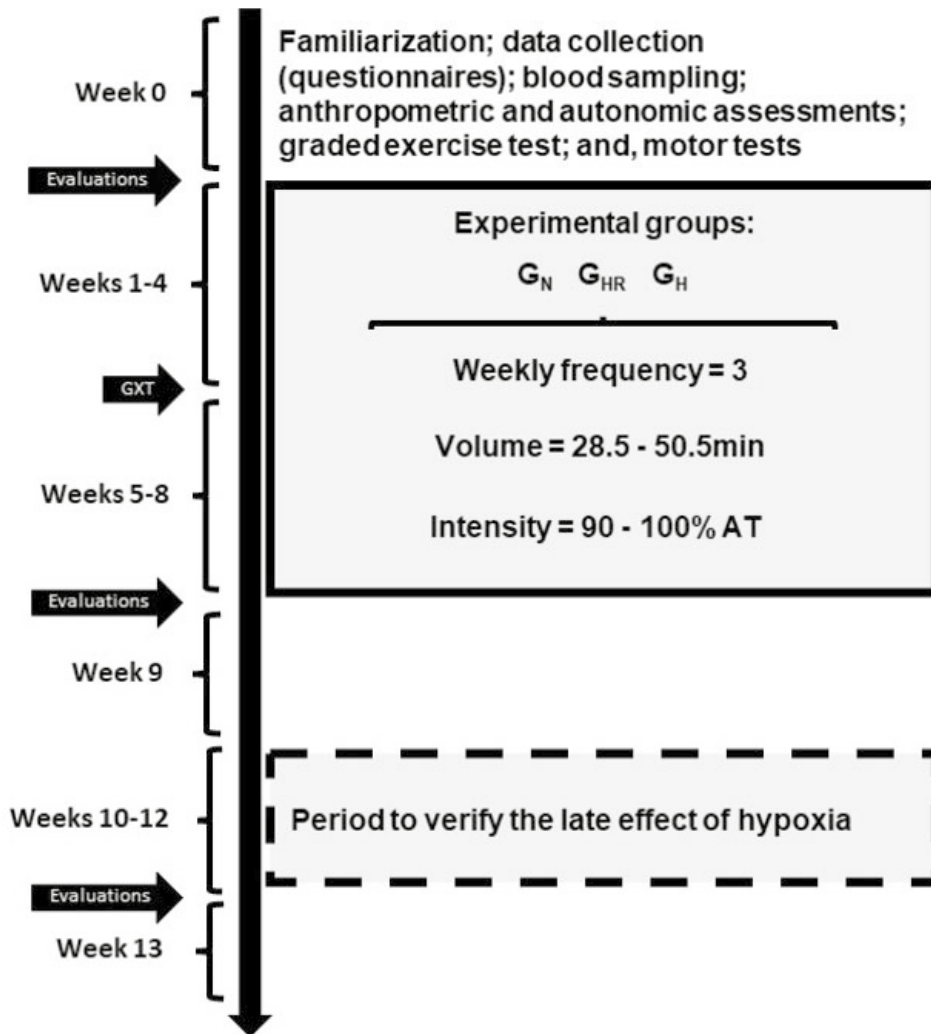 Week 0
Familiarization; data collection
(questionnaires); blood sampling;
anthropometric and autonomic assessments;
graded exercise test; and, motor tests
Evaluations
Weeks 1-4
Experimental groups:
GN GHR GH
Weekly frequency = 3
GXT
Volume = 28.5 - 50.5min
Weeks 5-8
Intensity = 90 - 100% AT
Evaluations
Week 9
Weeks 10-12
Period to verify the late effect of hypoxia
Evaluations
Week 13